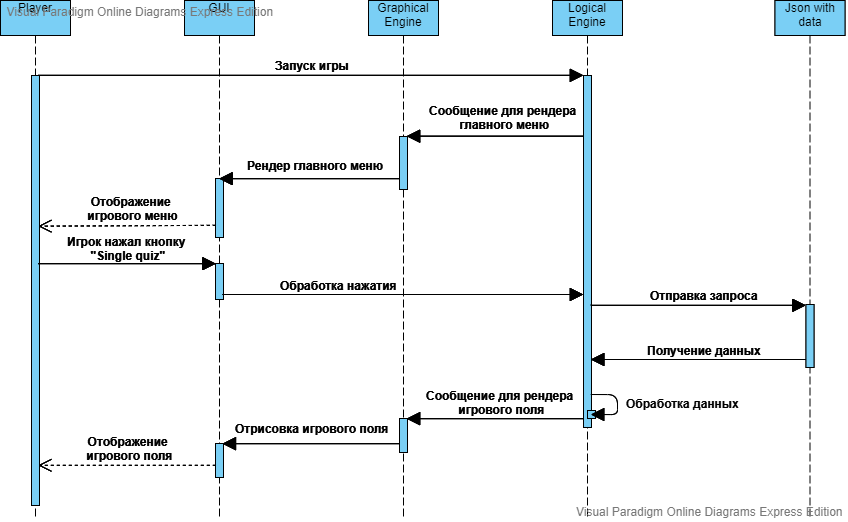 Visual Paradigm Online Diagrams Express Edition
Player
GUI
Graphical
Engine
Logical
Engine
Json with
data
Запуск игры
Сообщение для рендера
главного меню
Рендер главного меню
Отображение
игрового меню
Игрок нажал кнопку
"Single quiz"
Обработка нажатия
Отправка запроса
Получение данных
Сообщение для рендера
игрового поля
Обработка данных
Отрисовка игрового поля
Отображение
игрового поля
Visual Paradigm Online Diagrams Express Edition